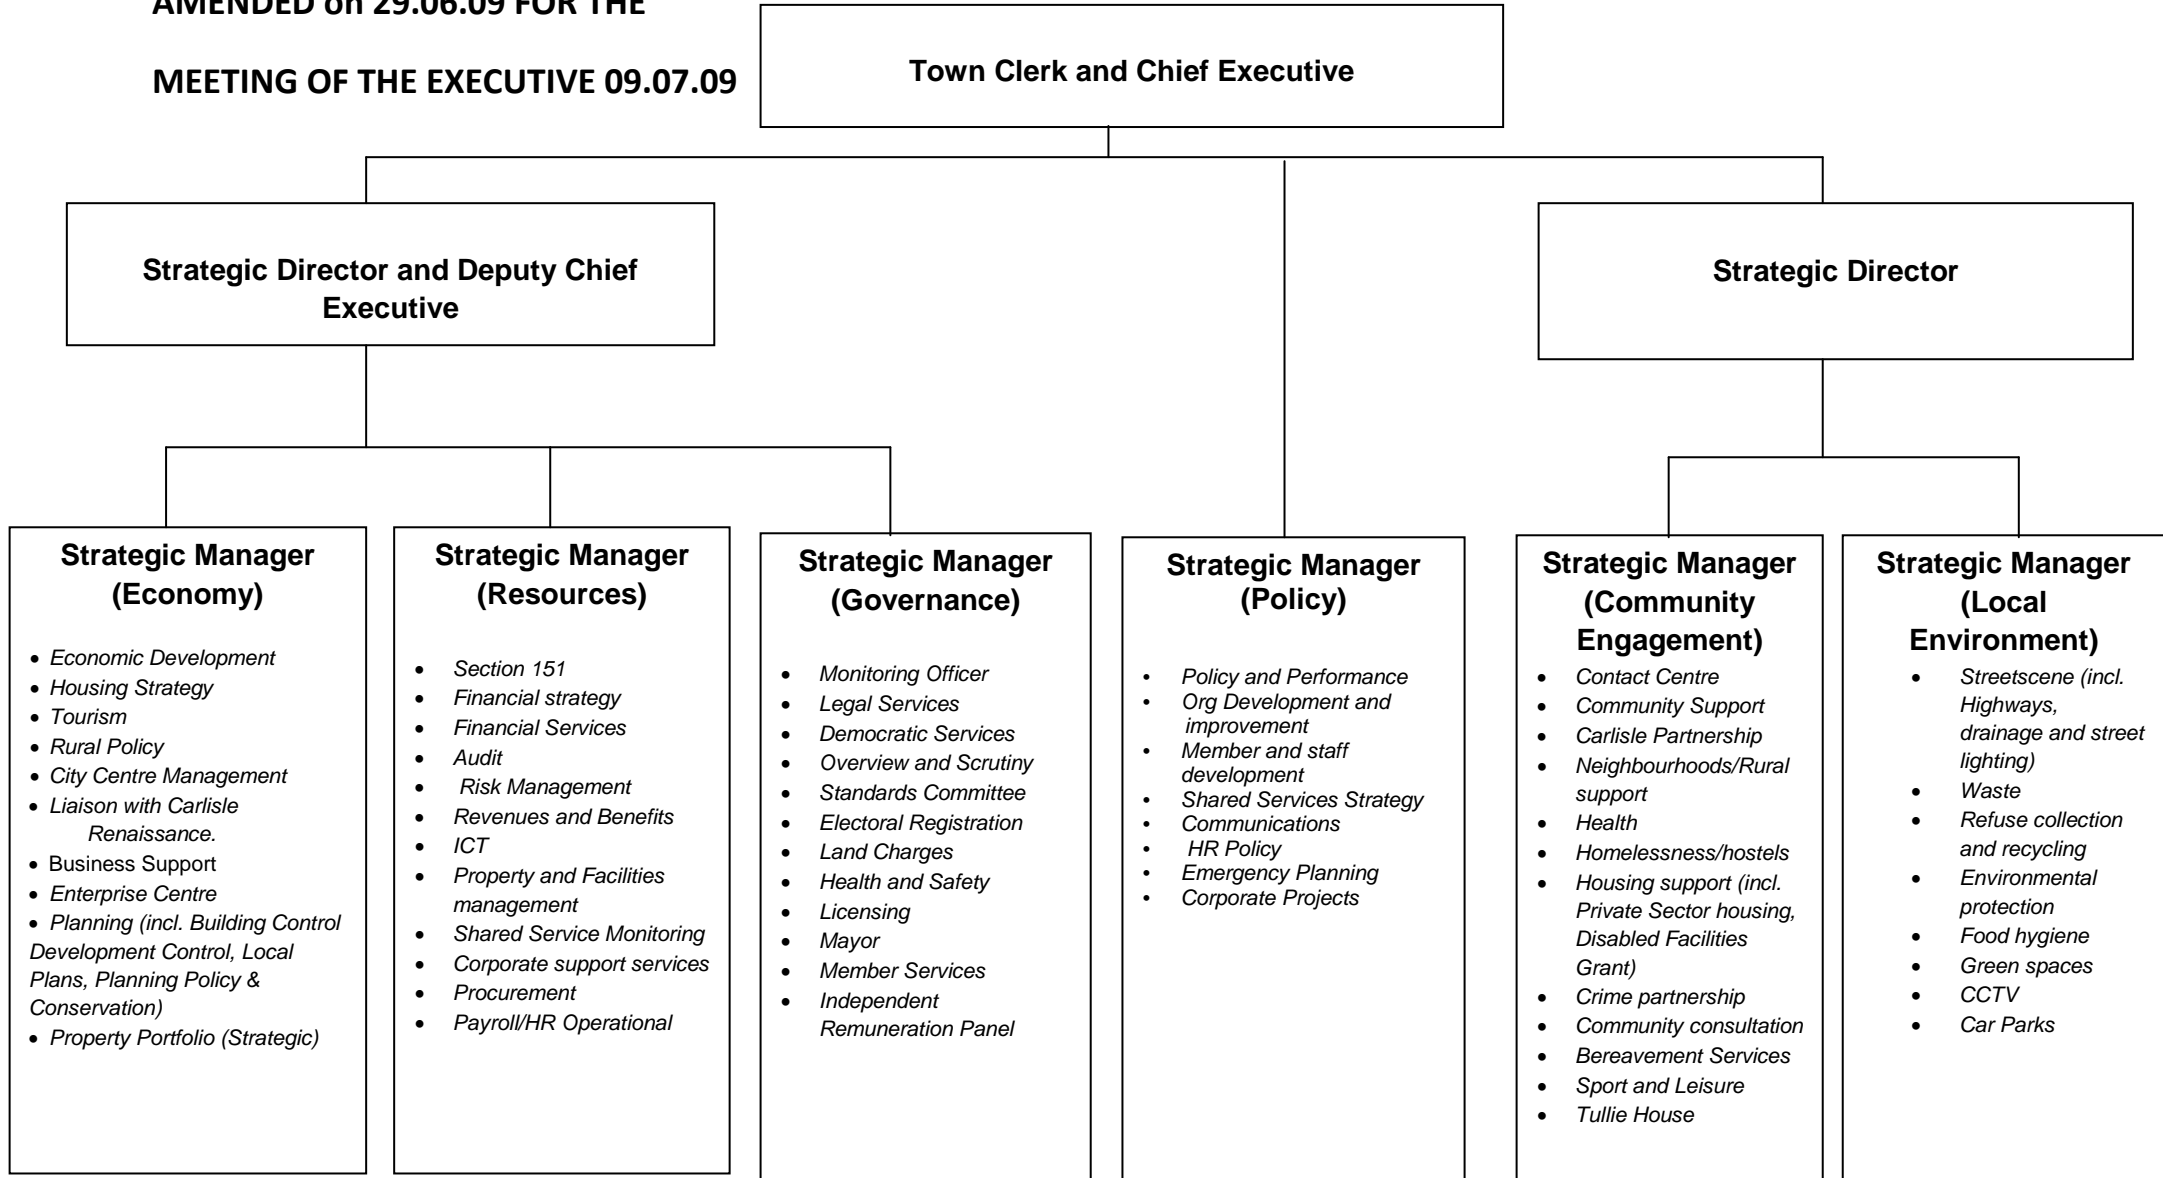 AMENDED on 29.06.09 FOR THE
MEETING OF THE EXECUTIVE 09.07.09
Town Clerk and Chief Executive
Strategic Director and Deputy Chief
Executive
Strategic Director
Strategic Manager
(Economy)
• Economic Development
• Housing Strategy
• Tourism
• Rural Policy
• City Centre Management
• Liaison with Carlisle
Renaissance.
• Business Support
• Enterprise Centre
• Planning (incl. Building Control
Development Control, Local
Plans, Planning Policy &
Conservation)
• Property Portfolio (Strategic)
Strategic Manager
(Resources)
• Section 151
• Financial strategy
• Financial Services
• Audit
• Risk Management
• Revenues and Benefits
• ICT
• Property and Facilities
management
• Shared Service Monitoring
• Corporate support services
• Procurement
• Payroll/HR Operational
Strategic Manager
(Governance)
• Monitoring Officer
• Legal Services
• Democratic Services
• Overview and Scrutiny
• Standards Committee
• Electoral Registration
• Land Charges
• Health and Safety
• Licensing
• Mayor
• Member Services
• Independent
Remuneration Panel
Strategic Manager
(Policy)
• Policy and Performance
• Org Development and
improvement
• Member and staff
development
• Shared Services Strategy
• Communications
• HR Policy
• Emergency Planning
• Corporate Projects
Strategic Manager
(Community
Engagement)
• Contact Centre
• Community Support
• Carlisle Partnership
• Neighbourhoods/Rural
support
• Health
• Homelessness/hostels
• Housing support (incl.
Private Sector housing,
Disabled Facilities
Grant)
• Crime partnership
• Community consultation
• Bereavement Services
• Sport and Leisure
• Tullie House
Strategic Manager
(Local
Environment)
• Streetscene (incl.
Highways,
drainage and street
lighting)
• Waste
• Refuse collection
and recycling
• Environmental
protection
• Food hygiene
• Green spaces
• CCTV
• Car Parks